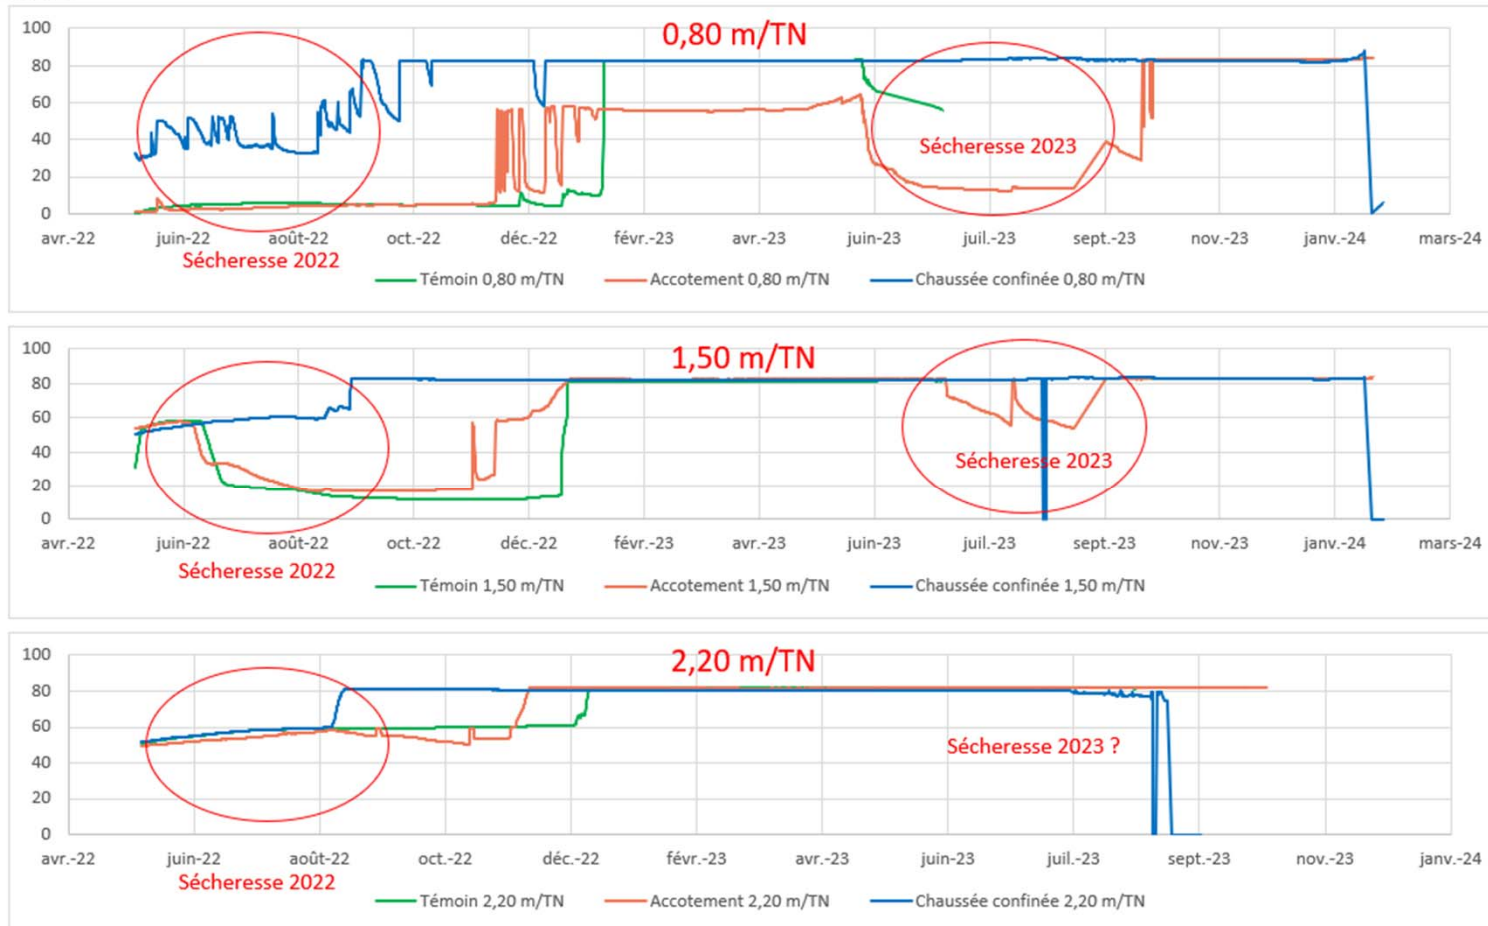 0,80 m/TN
100
80
60
40
20
0
Sécheresse 2023
avr.-22 juin-22 août-22 oct.-22 déc.-22 févr.-23 avr.-23 juin-23 juil.-23 sept.-23 nov.-23 janv.-24 mars-24
Sécheresse 2022
Témoin 0,80 m/TN Accotement 0,80 m/TN Chaussée confinée 0,80 m/TN
1,50 m/TN
100
80
60
40
20
0
Sécheresse 2023
avr.-22 juin-22 août-22 oct.-22 déc.-22 févr.-23 avr.-23 juin-23 juil.-23 sept.-23 nov.-23 janv.-24 mars-24
Sécheresse 2022
Témoin 1,50 m/TN Accotement 1,50 m/TN Chaussée confinée 1,50 m/TN
2,20 m/TN
100
80
60
40
20
0
Sécheresse 2023 ?
avr.-22 juin-22 août-22 oct.-22 déc.-22 févr.-23 avr.-23 juin-23 juil.-23 sept.-23 nov.-23 janv.-24
Sécheresse 2022
Témoin 2,20 m/TN Accotement 2,20 m/TN Chaussée confinée 2,20 m/TN